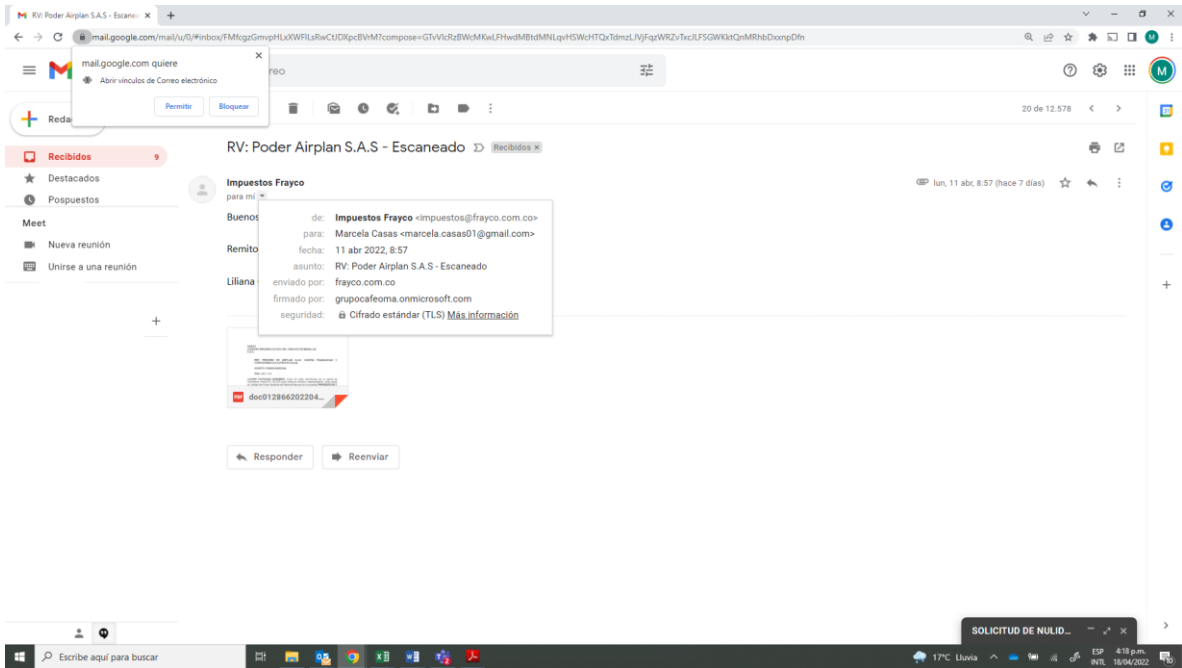 RV: Poder Airplan S.A.S - Escane
mail.google.com/mail/u/0/#inbox/FMfcgzGmvpHLxXWFILsRwCtJDXpcBVrM?compose=GTvVlcRzBWcMKwLFHwdMBtdMNLqvHSWcHTQxTdmzLJVjFqzWRZvTxcJLFSGWKktQnMRhbDxxnpDfn
mail.google.com quiere
Abrir vínculos de Correo electrónico
Permitir Bloquear
reo
M
Reda
20 de 12.578
RV: Poder Airplan S.A.S - Escaneado Recibidos ×
Recibidos 9
Destacados
Pospuestos
Meet
Nueva reunión
Unirse a una reunión
Impuestos Frayco
lun, 11 abr, 8:57 (hace 7 días)
para mí
Buenos
Remito
Liliana
de: Impuestos Frayco <impuestos@frayco.com.co>
para: Marcela Casas <marcela.casas01@gmail.com>
fecha: 11 abr 2022, 8:57
asunto: RV: Poder Airplan S.A.S - Escaneado
enviado por: frayco.com.co
firmado por: grupocafeoma.onmicrosoft.com
seguridad: Cifrado estándar (TLS) Más información
PDF doc012866202204...
Responder Reenviar
SOLICITUD DE NULID...
Escribe aquí para buscar
17°C Lluvia
ESP
INTL
4:18 p.m.
18/04/2022